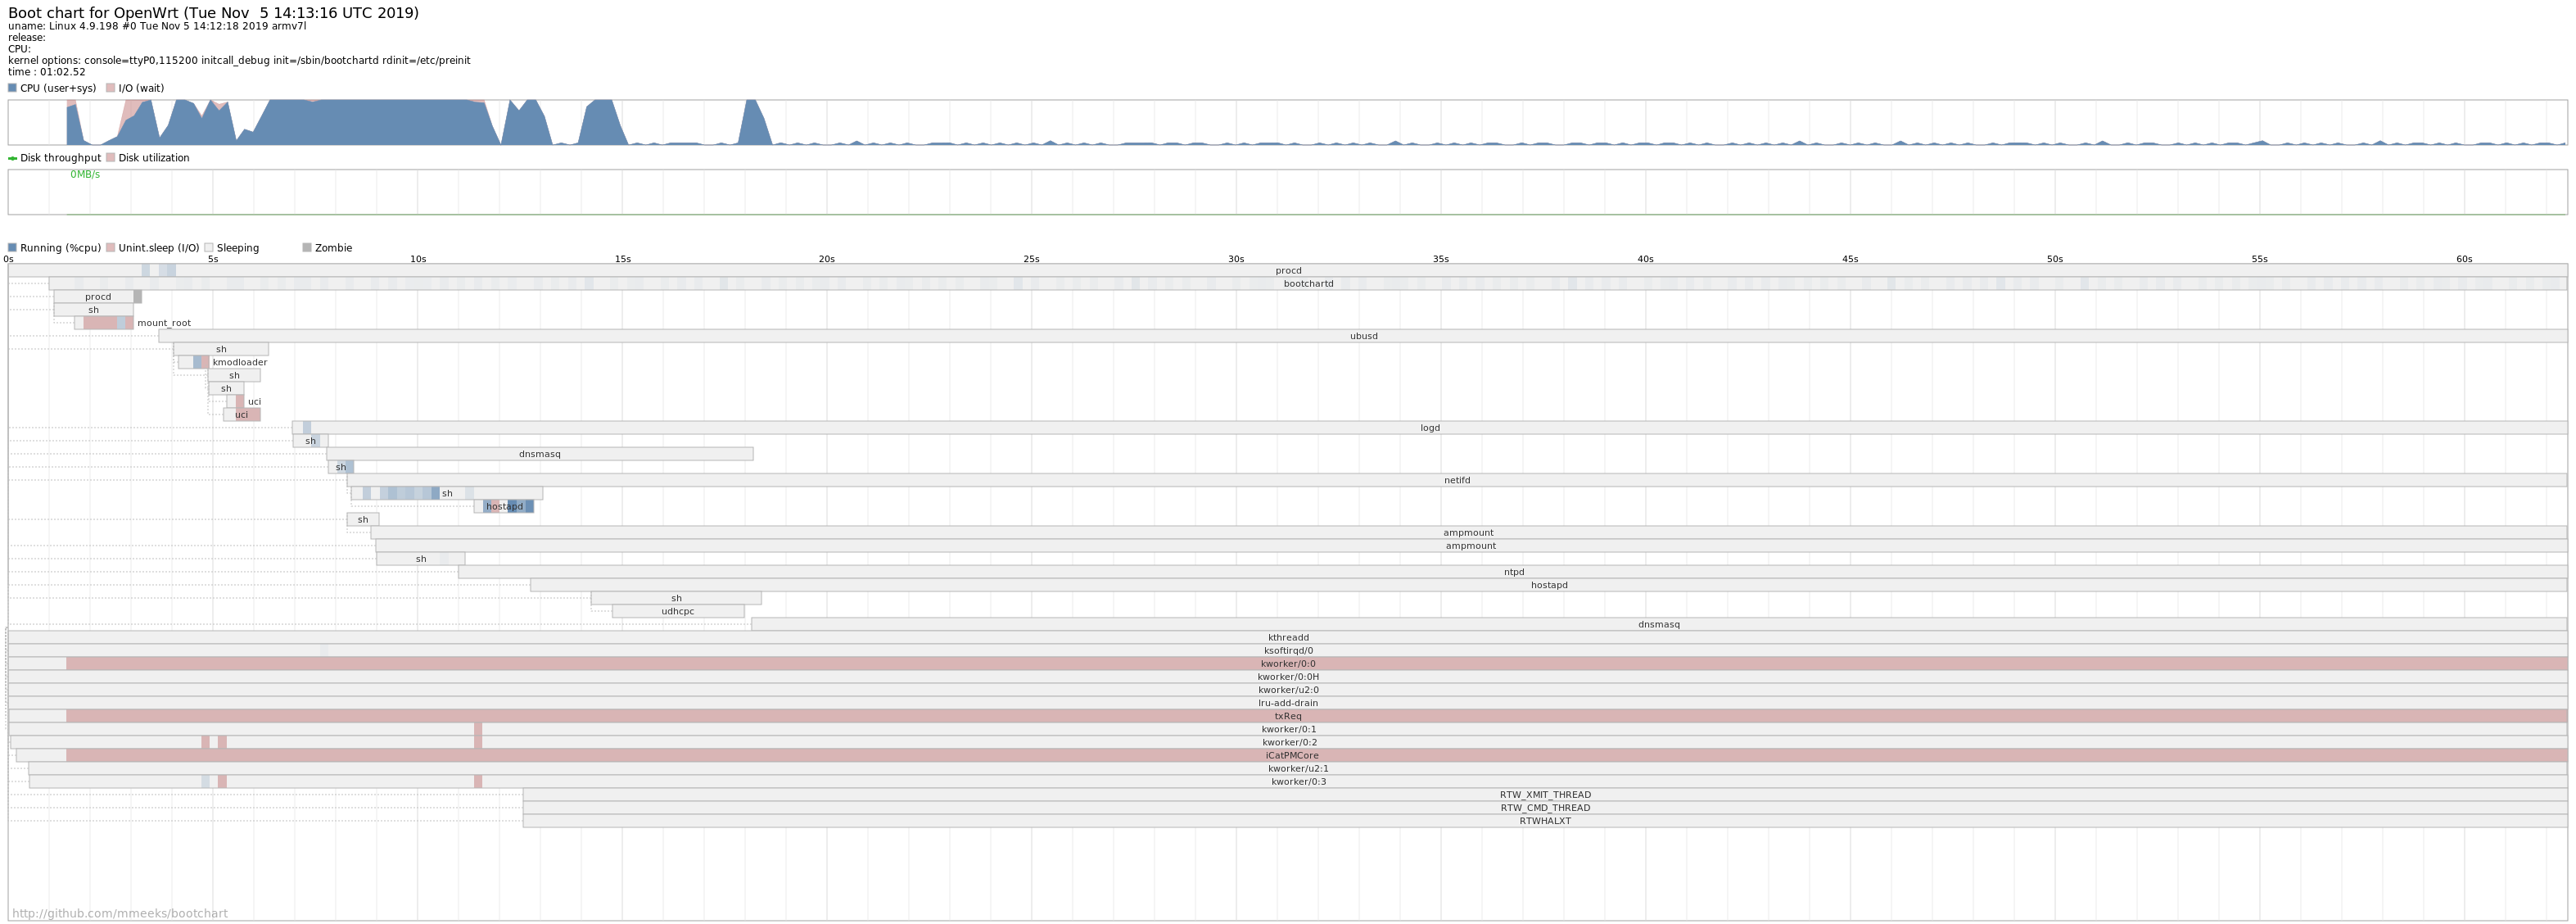 Boot chart for OpenWrt (Tue Nov  5 14:13:16 UTC 2019)
uname: Linux 4.9.198 #0 Tue Nov 5 14:12:18 2019 armv7l
release:
CPU:
kernel options: console=ttyP0,115200 initcall_debug init=/sbin/bootchartd rdinit=/etc/preinit
time : 01:02.52
CPU (user+sys) I/O (wait)
Disk throughput Disk utilization
0MB/s
Running (%cpu) Unint.sleep (I/O) Sleeping Zombie
0s 5s 10s 15s 20s 25s 30s 35s 40s 45s 50s 55s 60s
procd
bootchartd
procd
sh
mount_root
ubusd
sh
kmodloader
sh
sh
uci
uci
logd
sh
dnsmasq
sh
netifd
sh
hostapd
sh
ampmount
ampmount
sh
ntpd
hostapd
sh
udhcpc
dnsmasq
kthreadd
ksoftirqd/0
kworker/0:0
kworker/0:0H
kworker/u2:0
lru-add-drain
txReq
kworker/0:1
kworker/0:2
iCatPMCore
kworker/u2:1
kworker/0:3
RTW_XMIT_THREAD
RTW_CMD_THREAD
RTWHALXT
http://github.com/mmeeks/bootchart